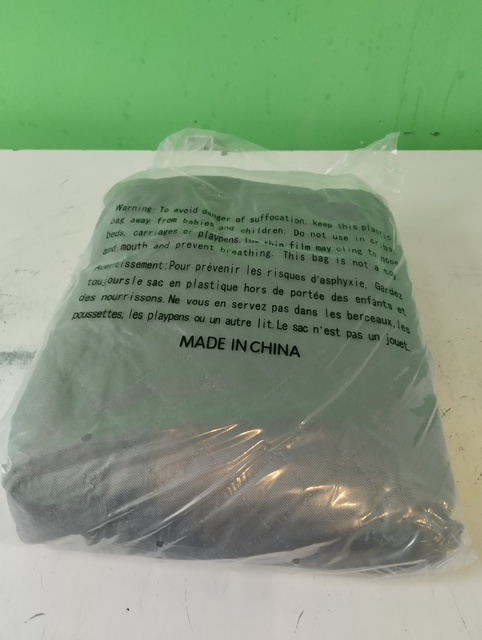 Warning: To avoid danger of suffocation, keep this plastic
bag away from babies and children. Do not use in cribs,
beds, carriages or playpens. thin film may cling to nose
and mouth and prevent breathing. This bag is not a
Avertissement:Pour prévenir les risques d'asphyxie, Gardez
toujoursle sac en plastique hors de portée des enfants et
des nourrissons. Ne vous en servez pas dans les berceaux, les
poussettes, les playpens ou un autre lit. Le sac n'est pas un jouet.
MADE IN CHINA